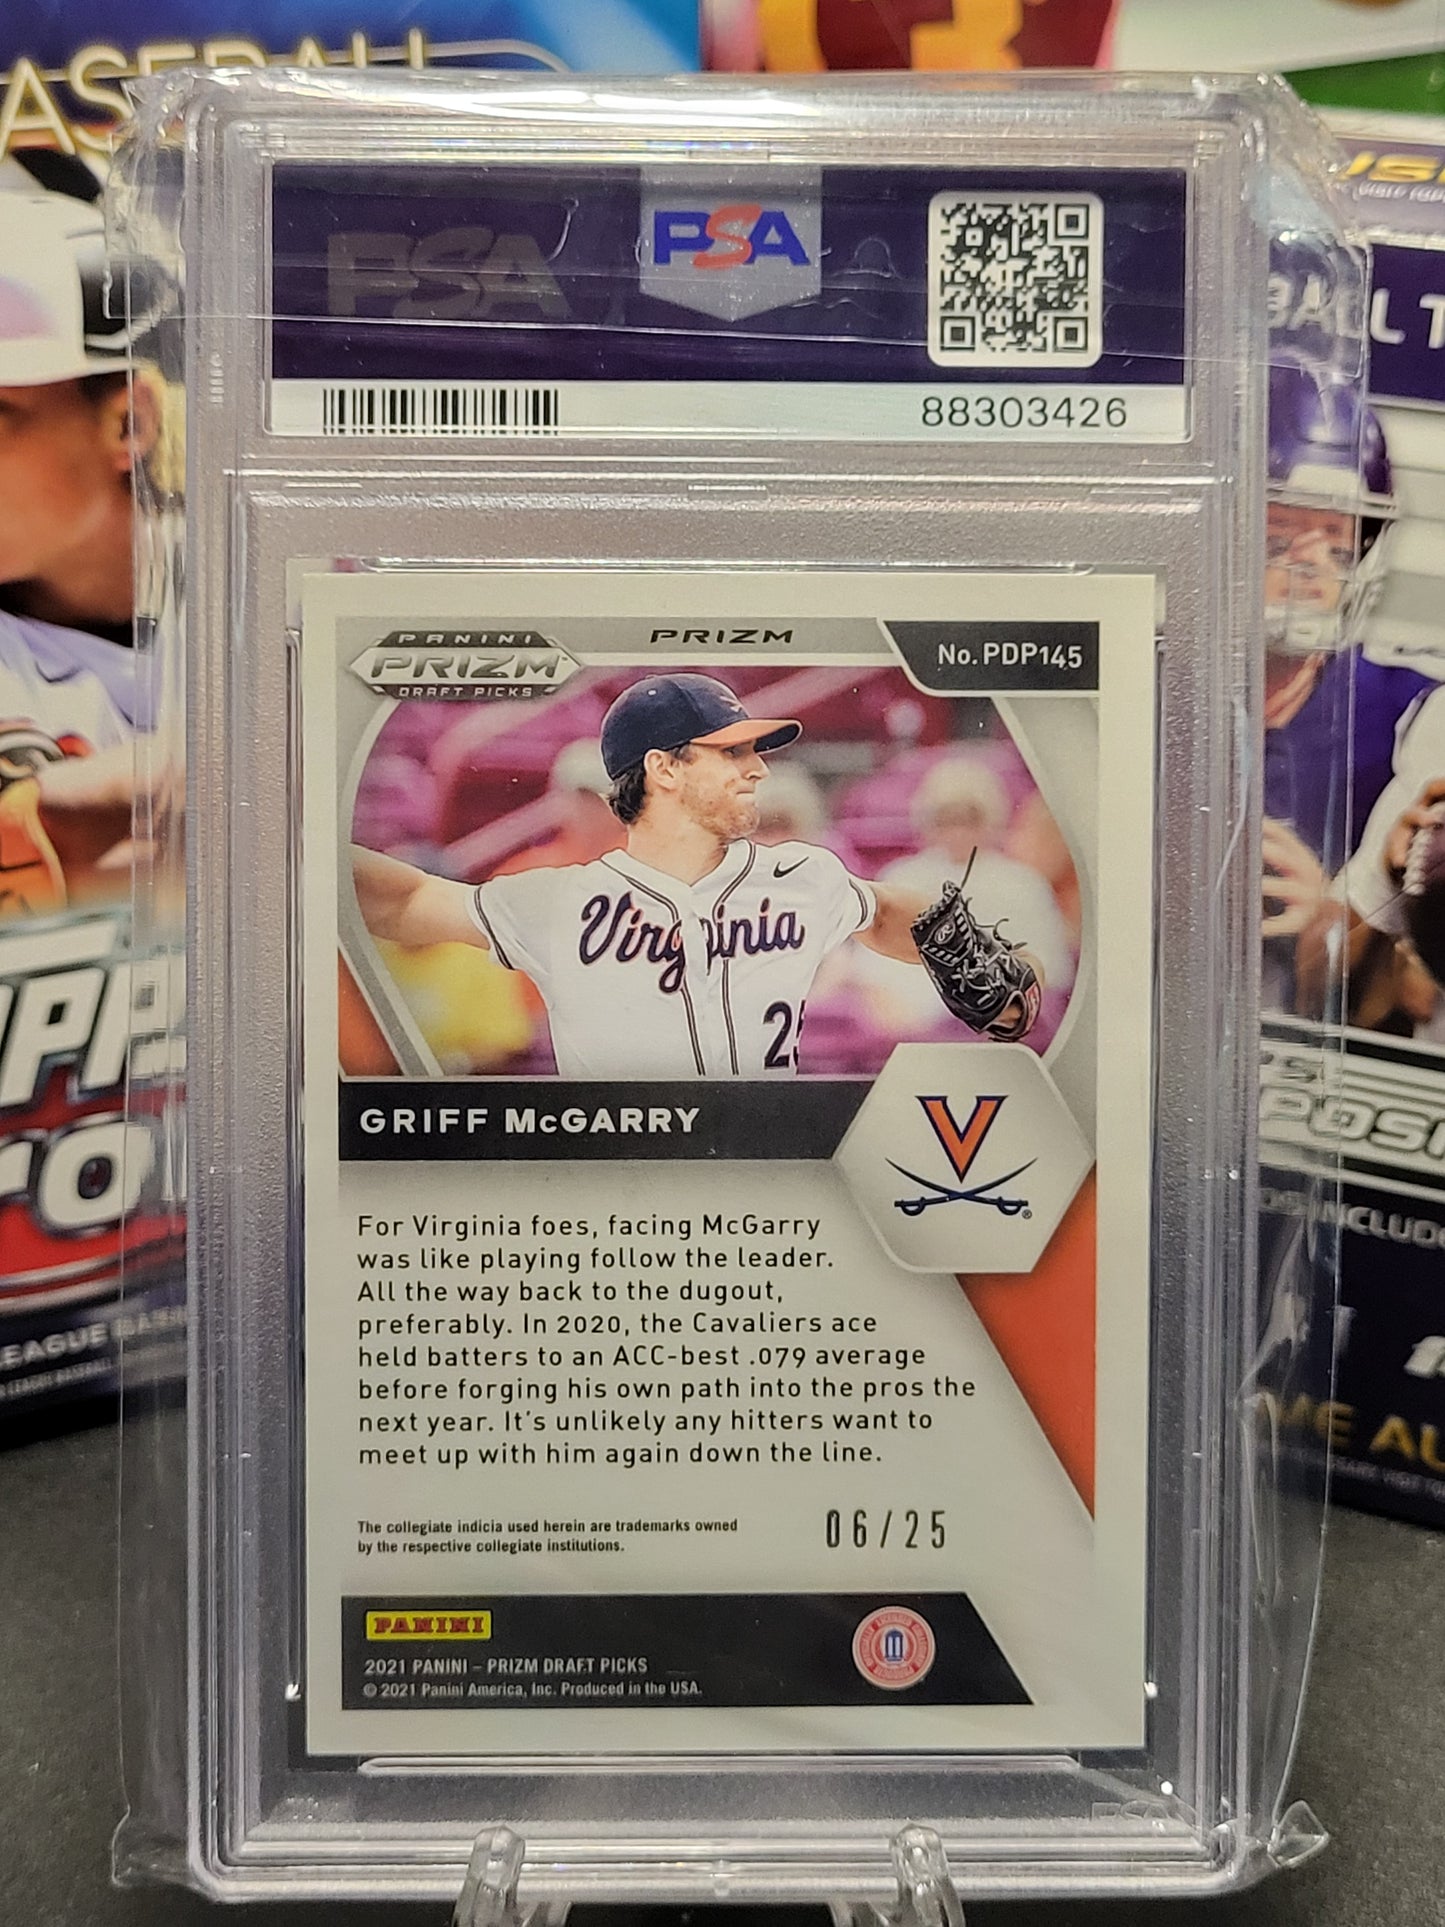 ASEBALL
PSA
PSA
88303426
PANINI
PRIZM
DRAFT PICKS
PRIZM
No. PDP145
Virginia
25
GRIFF McGARRY
V
For Virginia foes, facing McGarry
was like playing follow the leader.
All the way back to the dugout,
preferably. In 2020, the Cavaliers ace
held batters to an ACC-best .079 average
before forging his own path into the pros the
next year. It's unlikely any hitters want to
meet up with him again down the line.
The collegiate indicia used herein are trademarks owned
by the respective collegiate institutions.
06/25
PANINI
2021 PANINI – PRIZM DRAFT PICKS
© 2021 Panini America, Inc. Produced in the USA.
PSA